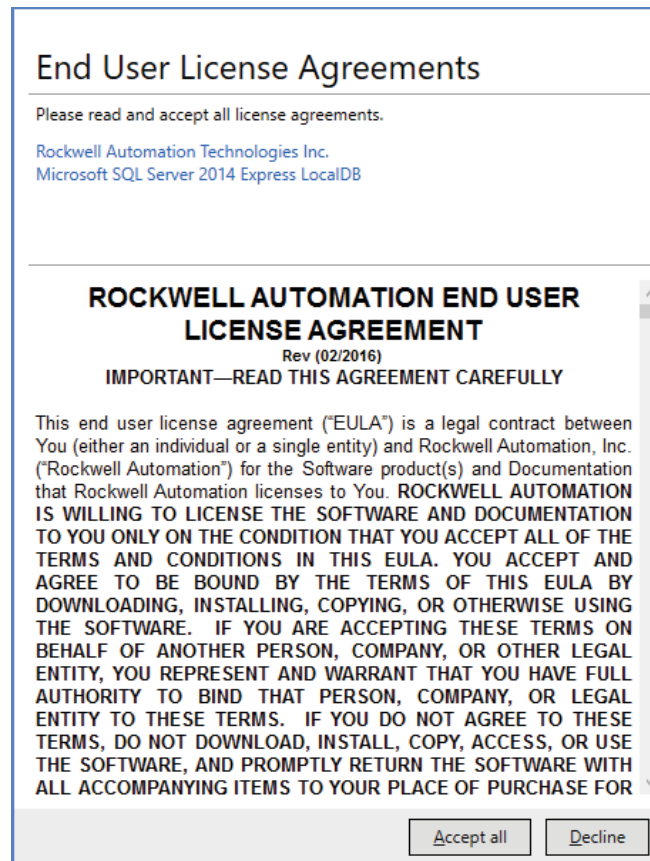 End User License Agreements
Please read and accept all license agreements.
Rockwell Automation Technologies Inc.
Microsoft SQL Server 2014 Express LocalDB
ROCKWELL AUTOMATION END USER
LICENSE AGREEMENT
Rev (02/2016)
IMPORTANT—READ THIS AGREEMENT CAREFULLY
This end user license agreement (“EULA”) is a legal contract between
You (either an individual or a single entity) and Rockwell Automation, Inc.
(“Rockwell Automation”) for the Software product(s) and Documentation
that Rockwell Automation licenses to You. ROCKWELL AUTOMATION
IS WILLING TO LICENSE THE SOFTWARE AND DOCUMENTATION
TO YOU ONLY ON THE CONDITION THAT YOU ACCEPT ALL OF THE
TERMS AND CONDITIONS IN THIS EULA. YOU ACCEPT AND
AGREE TO BE BOUND BY THE TERMS OF THIS EULA BY
DOWNLOADING, INSTALLING, COPYING, OR OTHERWISE USING
THE SOFTWARE. IF YOU ARE ACCEPTING THESE TERMS ON
BEHALF OF ANOTHER PERSON, COMPANY, OR OTHER LEGAL
ENTITY, YOU REPRESENT AND WARRANT THAT YOU HAVE FULL
AUTHORITY TO BIND THAT PERSON, COMPANY, OR LEGAL
ENTITY TO THESE TERMS. IF YOU DO NOT AGREE TO THESE
TERMS, DO NOT DOWNLOAD, INSTALL, COPY, ACCESS, OR USE
THE SOFTWARE, AND PROMPTLY RETURN THE SOFTWARE WITH
ALL ACCOMPANYING ITEMS TO YOUR PLACE OF PURCHASE FOR
Accept all Decline